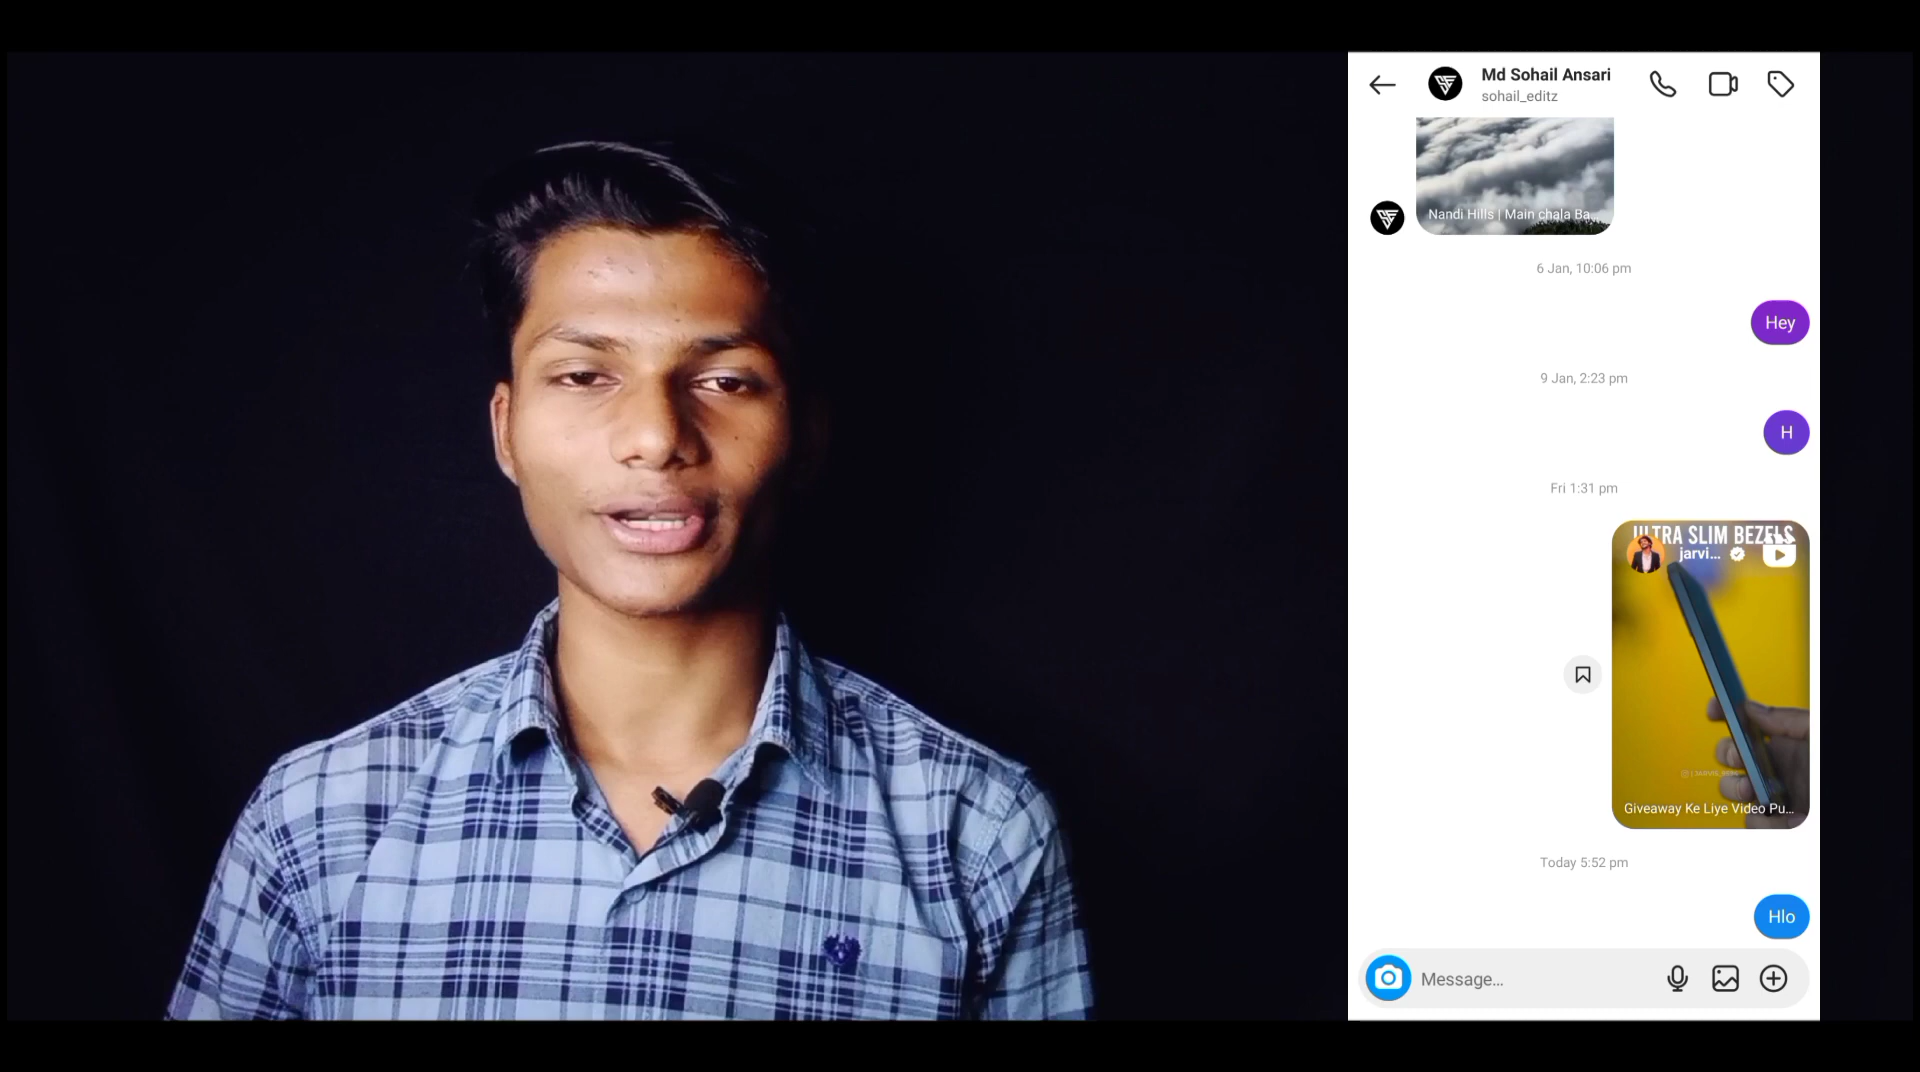 Md Sohail Ansari
sohail_editz
Nandi Hills | Main chala Ba...
6 Jan, 10:06 pm
Hey
9 Jan, 2:23 pm
H
Fri 1:31 pm
ULTRA SLIM BEZELS
jarvi...
Giveaway Ke Liye Video Pu...
Today 5:52 pm
Hlo
Message...